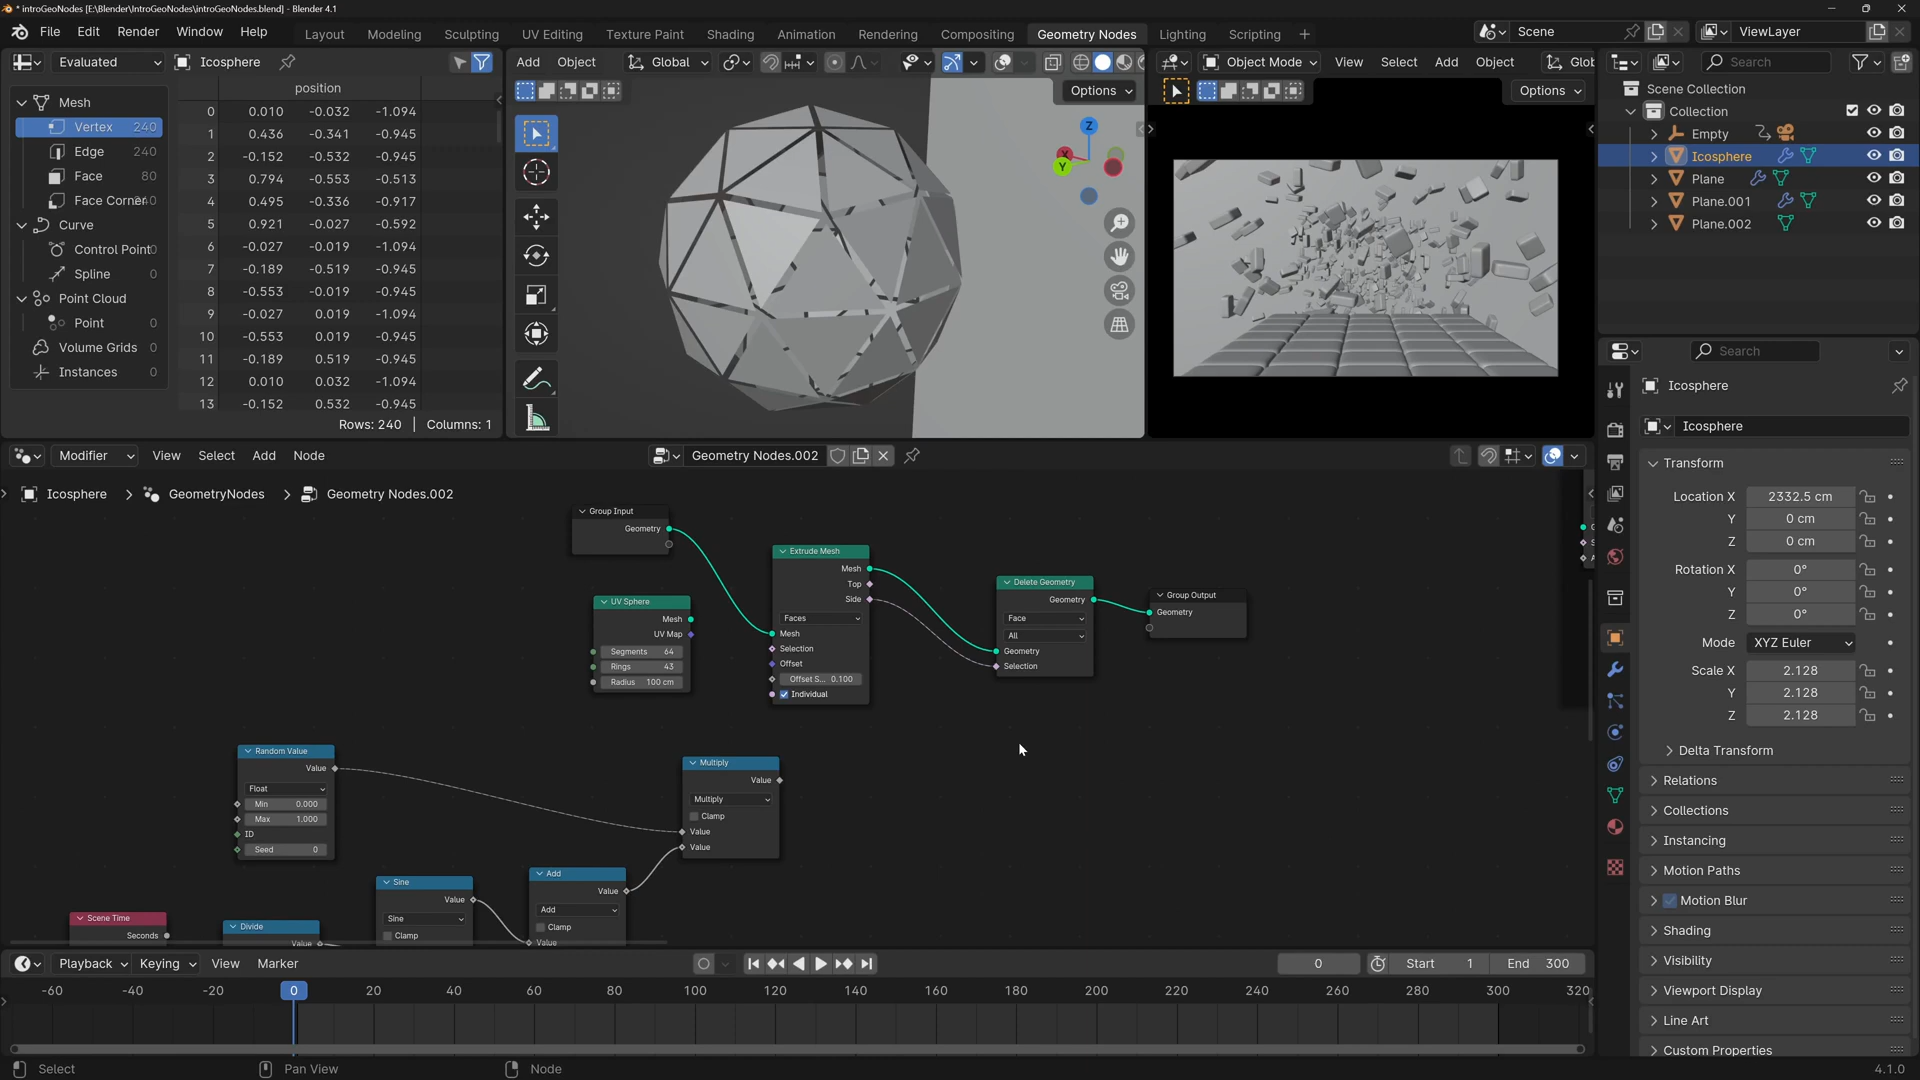 * introGeoNodes [E:\Blender\IntroGeoNodes\introGeoNodes.blend] - Blender 4.1
File Edit Render Window Help Layout Modeling Sculpting UV Editing Texture Paint Shading Animation Rendering Compositing Geometry Nodes Lighting Scripting + Scene ViewLayer
Evaluated Icosphere
Add Object Global
Object Mode View Select Add Object
Search
position
Options
Options
Mesh
Vertex 240
Edge 240
Face 80
Curve
Control Point
Spline 0
Point Cloud
Point 0
Volume Grids 0
Instances 0
0 0.010 -0.032 -1.094
1 0.436 -0.341 -0.945
2 -0.152 -0.532 -0.945
3 0.794 -0.553 -0.513
4 0.495 -0.336 -0.917
5 0.921 -0.027 -0.592
6 -0.027 -0.019 -1.094
7 -0.189 -0.519 -0.945
8 -0.553 -0.019 -0.945
9 -0.027 0.019 -1.094
10 -0.553 0.019 -0.945
11 -0.189 0.519 -0.945
12 0.010 0.032 -1.094
13 -0.152 0.532 -0.945
Rows: 240 | Columns: 1
Z
X
Y
Scene Collection
Collection
Empty
Icosphere
Plane
Plane.001
Plane.002
Modifier View Select Add Node Geometry Nodes.002
Icosphere > GeometryNodes > Geometry Nodes.002
Group Input
Geometry
UV Sphere
Mesh
UV Map
Segments 64
Rings 43
Radius 100 cm
Extrude Mesh
Mesh
Top
Side
Faces
Mesh
Selection
Offset
Offset S... 0.100
Individual
Delete Geometry
Geometry
Face
All
Geometry
Selection
Group Output
Geometry
Random Value
Value
Float
Min 0.000
Max 1.000
ID
Seed 0
Multiply
Value
Multiply
Clamp
Value
Value
Sine
Value
Sine
Clamp
Add
Value
Add
Clamp
Value
Scene Time
Seconds
Divide
Value
Search
Icosphere
Icosphere
Transform
Location X 2332.5 cm
Y 0 cm
Z 0 cm
Rotation X 0°
Y 0°
Z 0°
Mode XYZ Euler
Scale X 2.128
Y 2.128
Z 2.128
Delta Transform
Relations
Collections
Instancing
Motion Paths
Motion Blur
Shading
Visibility
Viewport Display
Line Art
Custom Properties
Playback Keying View Marker 0 Start 1 End 300
-60 -40 -20 0 20 40 60 80 100 120 140 160 180 200 220 240 260 280 300 320
Select Pan View Node 4.1.0